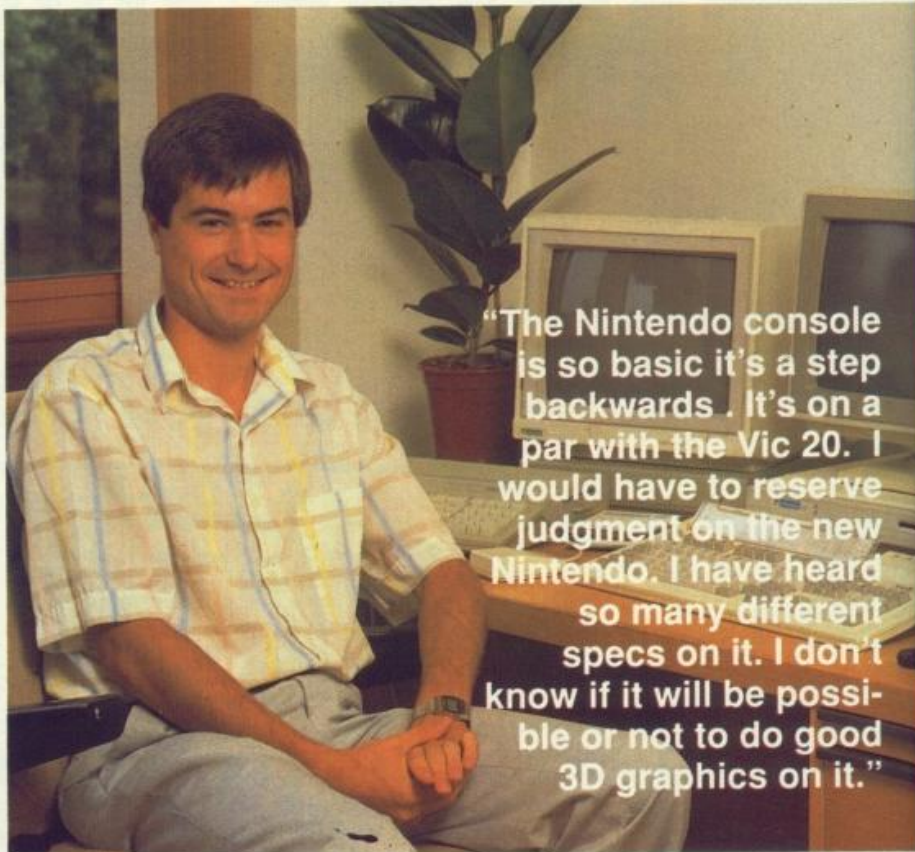 “The Nintendo console
is so basic it's a step
backwards . It's on a
par with the Vic 20. I
would have to reserve
judgment on the new
Nintendo. I have heard
so many different
specs on it. I don't
know if it will be possi-
ble or not to do good
3D graphics on it.”